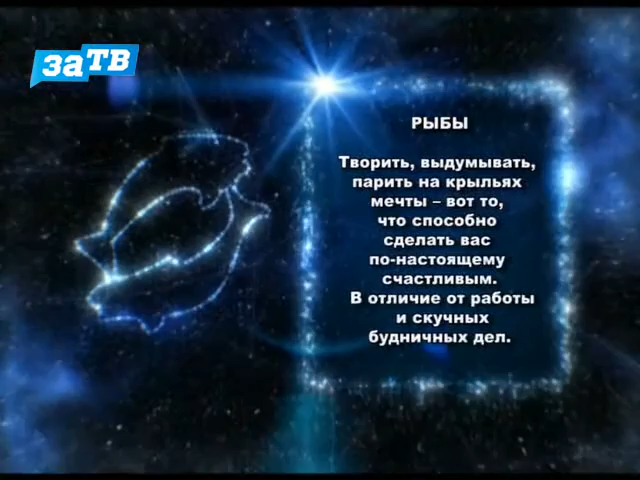 заТВ
РЫБЫ
Творить, выдумывать,
парить на крыльях
мечты – вот то,
что способно
сделать вас
по-настоящему
счастливым.
В отличие от работы
и скучных
будничных дел.